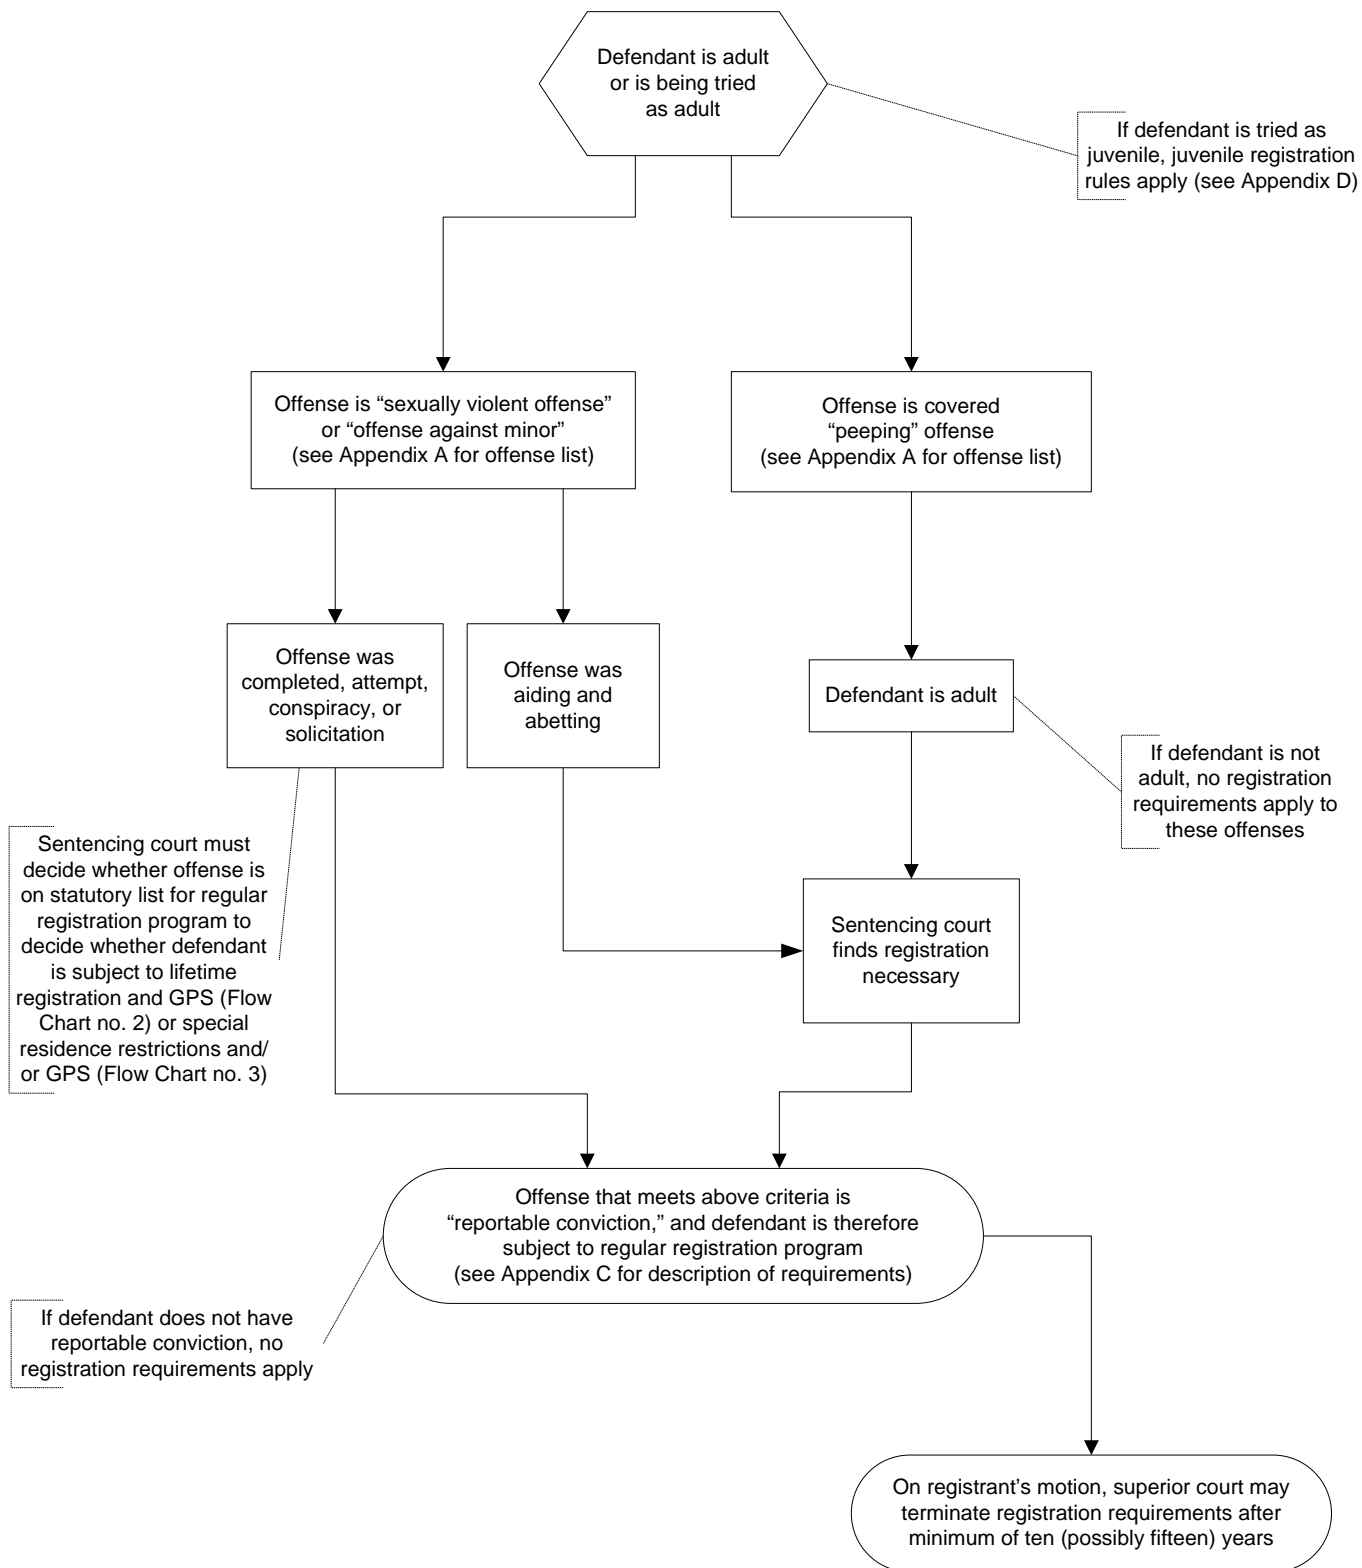 Defendant is adult
or is being tried
as adult
If defendant is tried as
juvenile, juvenile registration
rules apply (see Appendix D)
Offense is “sexually violent offense”
or “offense against minor”
(see Appendix A for offense list)
Offense is covered
“peeping” offense
(see Appendix A for offense list)
Offense was
completed, attempt,
conspiracy, or
solicitation
Offense was
aiding and
abetting
Defendant is adult
If defendant is not
adult, no registration
requirements apply to
these offenses
Sentencing court must
decide whether offense is
on statutory list for regular
registration program to
decide whether defendant
is subject to lifetime
registration and GPS (Flow
Chart no. 2) or special
residence restrictions and/
or GPS (Flow Chart no. 3)
Sentencing court
finds registration
necessary
Offense that meets above criteria is
“reportable conviction,” and defendant is therefore
subject to regular registration program
(see Appendix C for description of requirements)
If defendant does not have
reportable conviction, no
registration requirements apply
On registrant’s motion, superior court may
terminate registration requirements after
minimum of ten (possibly fifteen) years